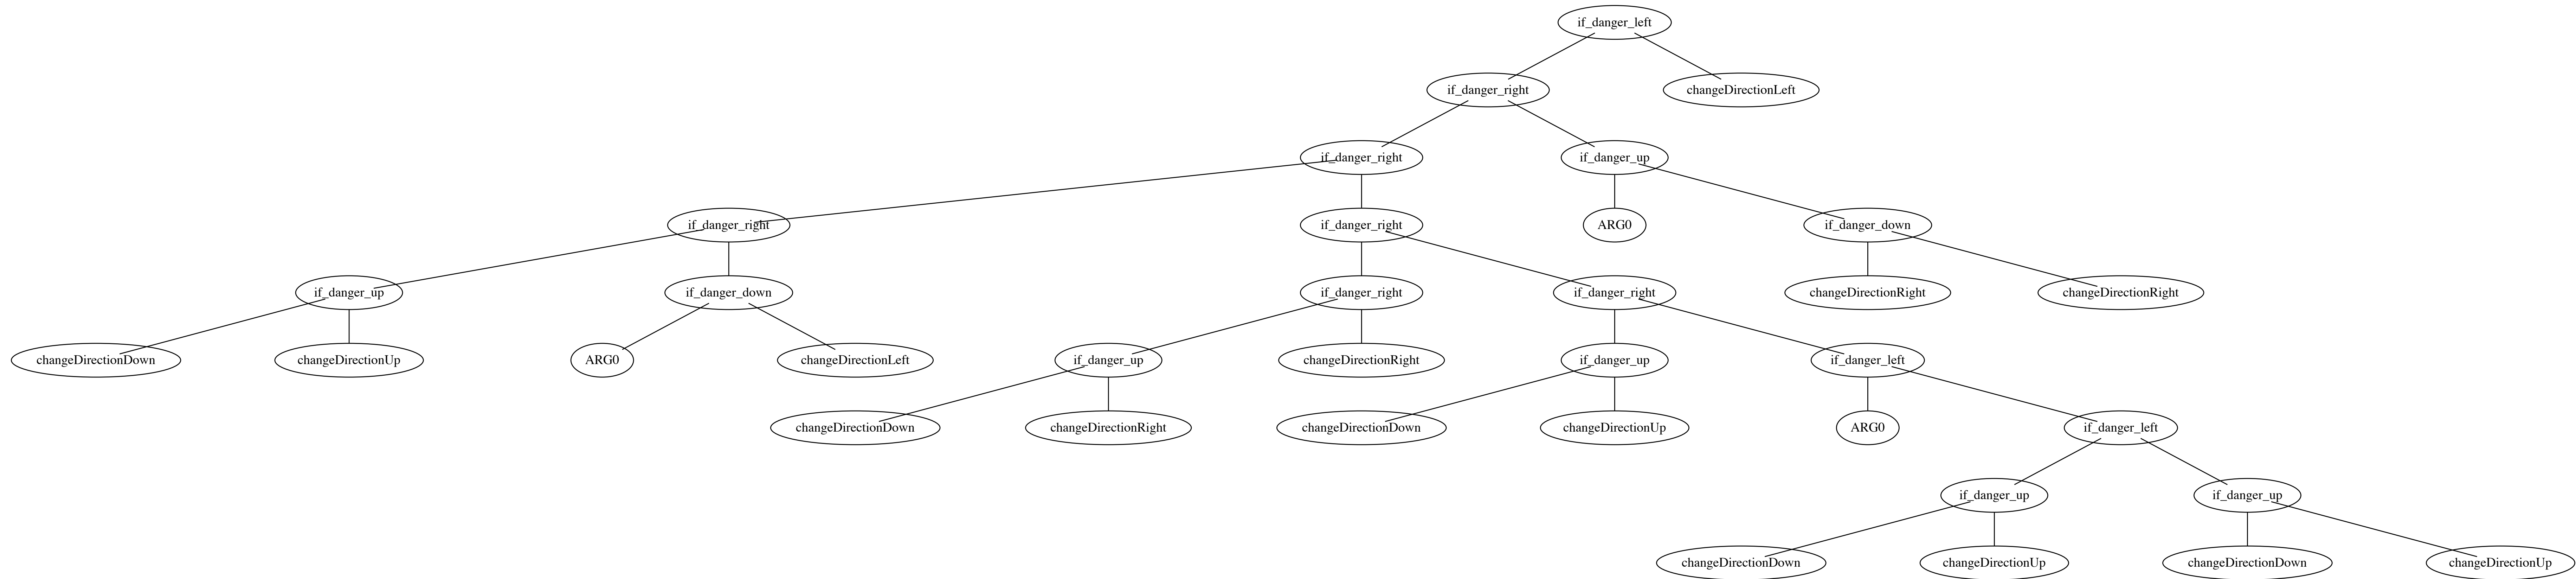 if_danger_left
if_danger_right
changeDirectionLeft
if_danger_right
if_danger_up
if_danger_right
if_danger_right
ARG0
if_danger_down
if_danger_up
if_danger_down
if_danger_right
if_danger_right
changeDirectionRight
changeDirectionRight
changeDirectionDown
changeDirectionUp
ARG0
changeDirectionLeft
if_danger_up
changeDirectionRight
if_danger_up
if_danger_left
changeDirectionDown
changeDirectionRight
changeDirectionDown
changeDirectionUp
ARG0
if_danger_left
if_danger_up
if_danger_up
changeDirectionDown
changeDirectionUp
changeDirectionDown
changeDirectionUp